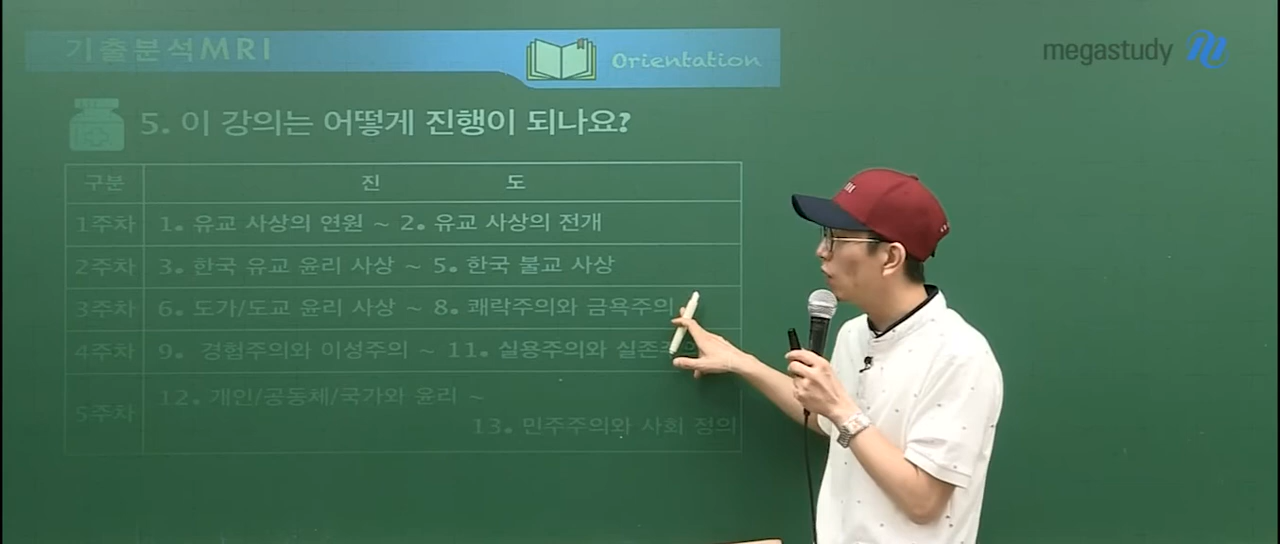 기출분석MRI
Orientation
megastudy
5. 이 강의는 어떻게 진행이 되나요?
구분 진 도
1주차 1. 유교 사상의 연원 ~ 2. 유교 사상의 전개
2주차 3. 한국 유교 윤리 사상 ~ 5. 한국 불교 사상
3주차 6. 도가/도교 윤리 사상 ~ 8. 쾌락주의와 금욕주의
4주차 9. 경험주의와 이성주의 ~ 11. 실용주의와
5주차 12. 개인/공동체/국가와 윤리 ~
13. 민주주의와 사회 정의